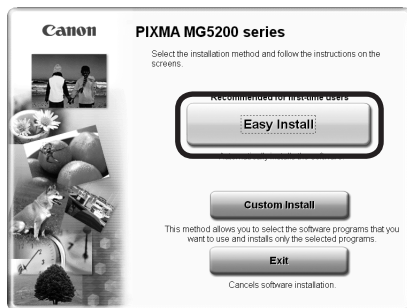 Canon
PIXMA MG5200 series
Select the installation method and follow the instructions on the
screens.
Recommended for first-time users
Easy Install
Custom Install
This method allows you to select the software programs that you
want to use and installs only the selected programs.
Exit
Cancels software installation.